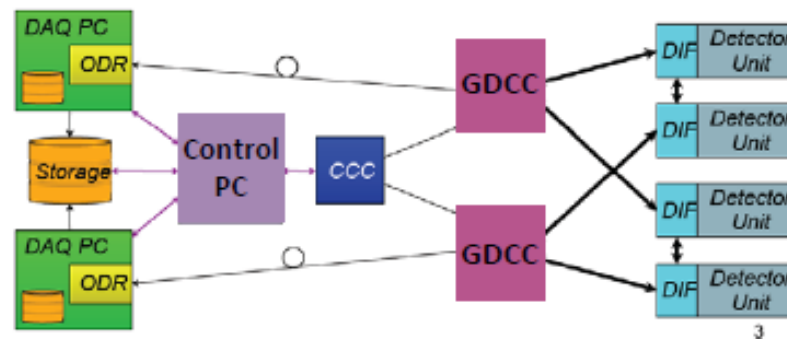 DAQ PC
ODR
Storage
DAQ PC
ODR
Control
PC
CCC
GDCC
GDCC
DIF
Detector
Unit
DIF
Detector
Unit
DIF
Detector
Unit
DIF
Detector
Unit
3